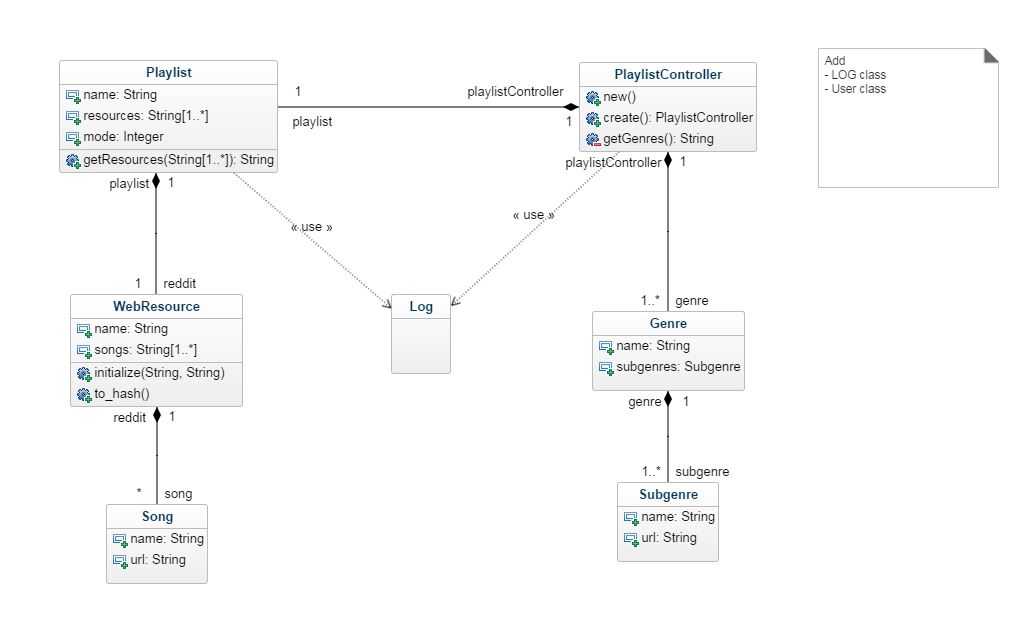 Playlist
name: String
resources: String[1..*]
mode: Integer
getResources(String[1..*]): String
1
playlist
playlistController
1
PlaylistController
new()
create(): PlaylistController
getGenres(): String
Add
- LOG class
- User class
playlist 1
playlistController 1
« use »
« use »
1 reddit
WebResource
name: String
songs: String[1..*]
initialize(String, String)
to_hash()
Log
1..* genre
Genre
name: String
subgenres: Subgenre
reddit 1
genre 1
* song
Song
name: String
url: String
1..* subgenre
Subgenre
name: String
url: String